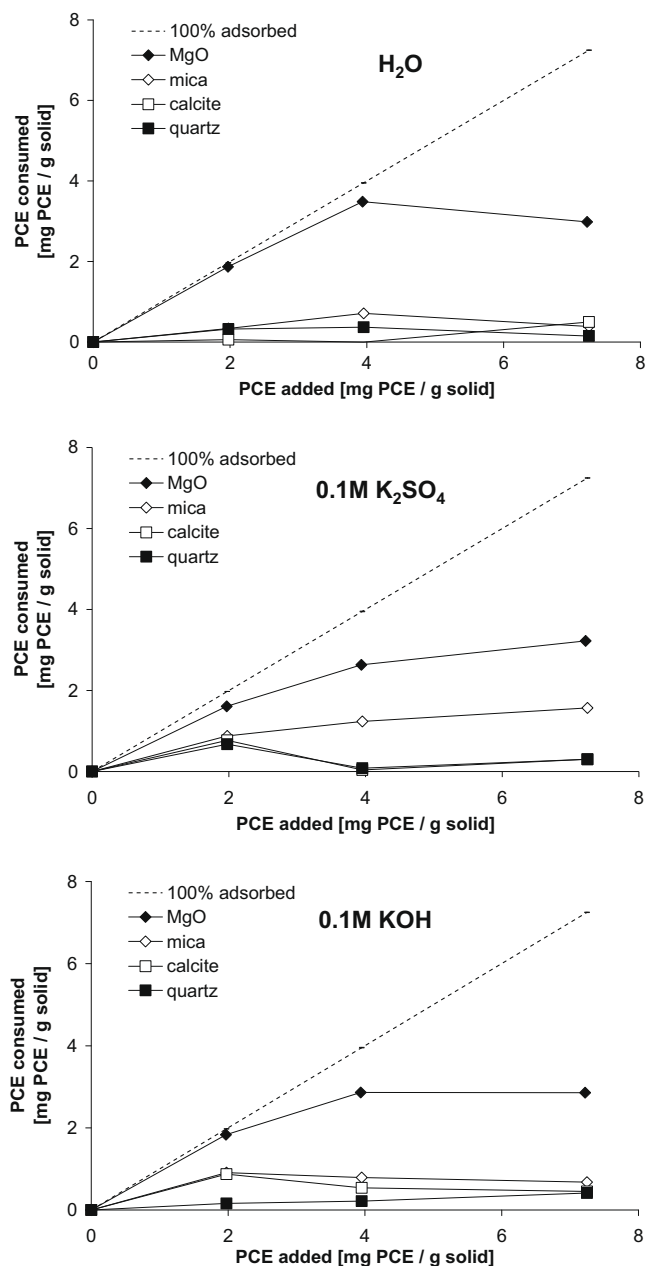 H₂O
100% adsorbed
MgO
mica
calcite
quartz
PCE consumed
[mg PCE / g solid]
8
6
4
2
0
0 2 4 6 8
PCE added [mg PCE / g solid]
0.1M K₂SO₄
100% adsorbed
MgO
mica
calcite
quartz
PCE consumed
[mg PCE / g solid]
8
6
4
2
0
0 2 4 6 8
PCE added [mg PCE / g solid]
0.1M KOH
100% adsorbed
MgO
mica
calcite
quartz
PCE consumed
[mg PCE / g solid]
8
6
4
2
0
0 2 4 6 8
PCE added [mg PCE / g solid]